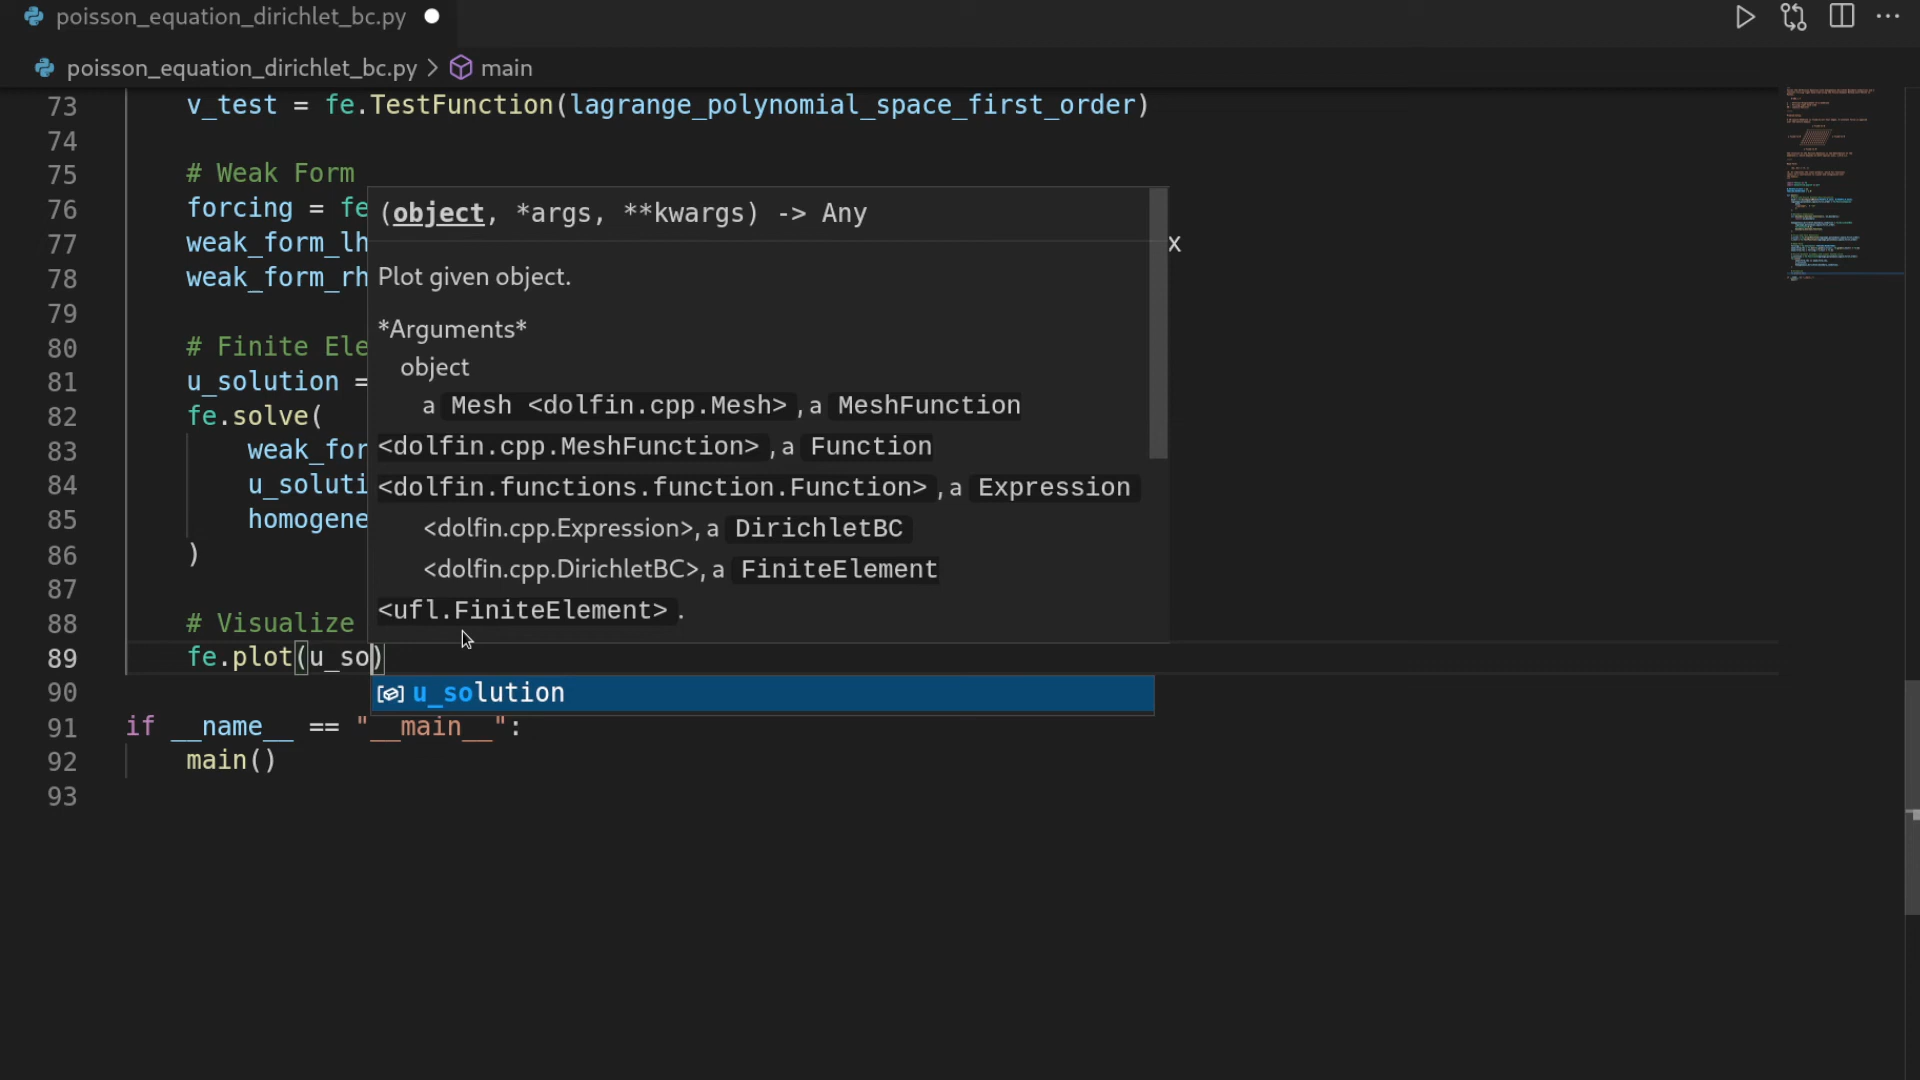 poisson_equation_dirichlet_bc.py
poisson_equation_dirichlet_bc.py > main
73 v_test = fe.TestFunction(lagrange_polynomial_space_first_order)
74
75 # Weak Form
76 forcing = fe
77 weak_form_lh x
78 weak_form_rh
79
80 # Finite Ele
81 u_solution =
82 fe.solve(
83 weak_for
84 u_soluti
85 homogene
86 )
87
88 # Visualize
89 fe.plot(u_so)
90
91 if __name__ == "__main__":
92 main()
93
(object, *args, **kwargs) -> Any
Plot given object.
*Arguments*
object
a Mesh <dolfin.cpp.Mesh> , a MeshFunction
<dolfin.cpp.MeshFunction> , a Function
<dolfin.functions.function.Function> , a Expression
<dolfin.cpp.Expression>, a DirichletBC
<dolfin.cpp.DirichletBC>, a FiniteElement
<ufl.FiniteElement> .
u_solution